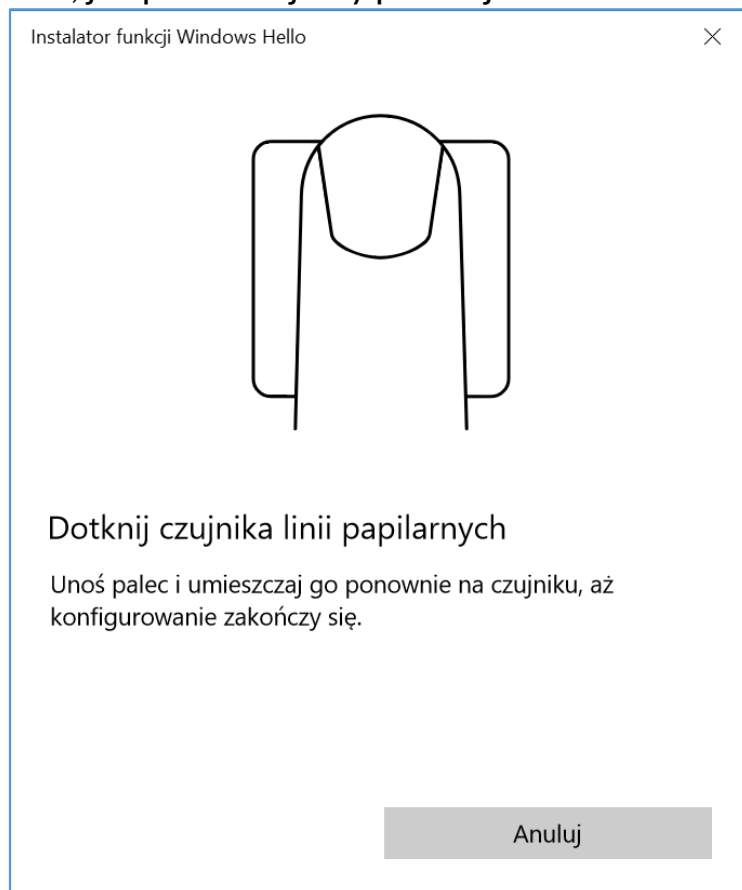 Instalator funkcji Windows Hello
Dotknij czujnika linii papilarnych
Unoś palec i umieszczaj go ponownie na czujniku, aż
konfigurowanie zakończy się.
Anuluj